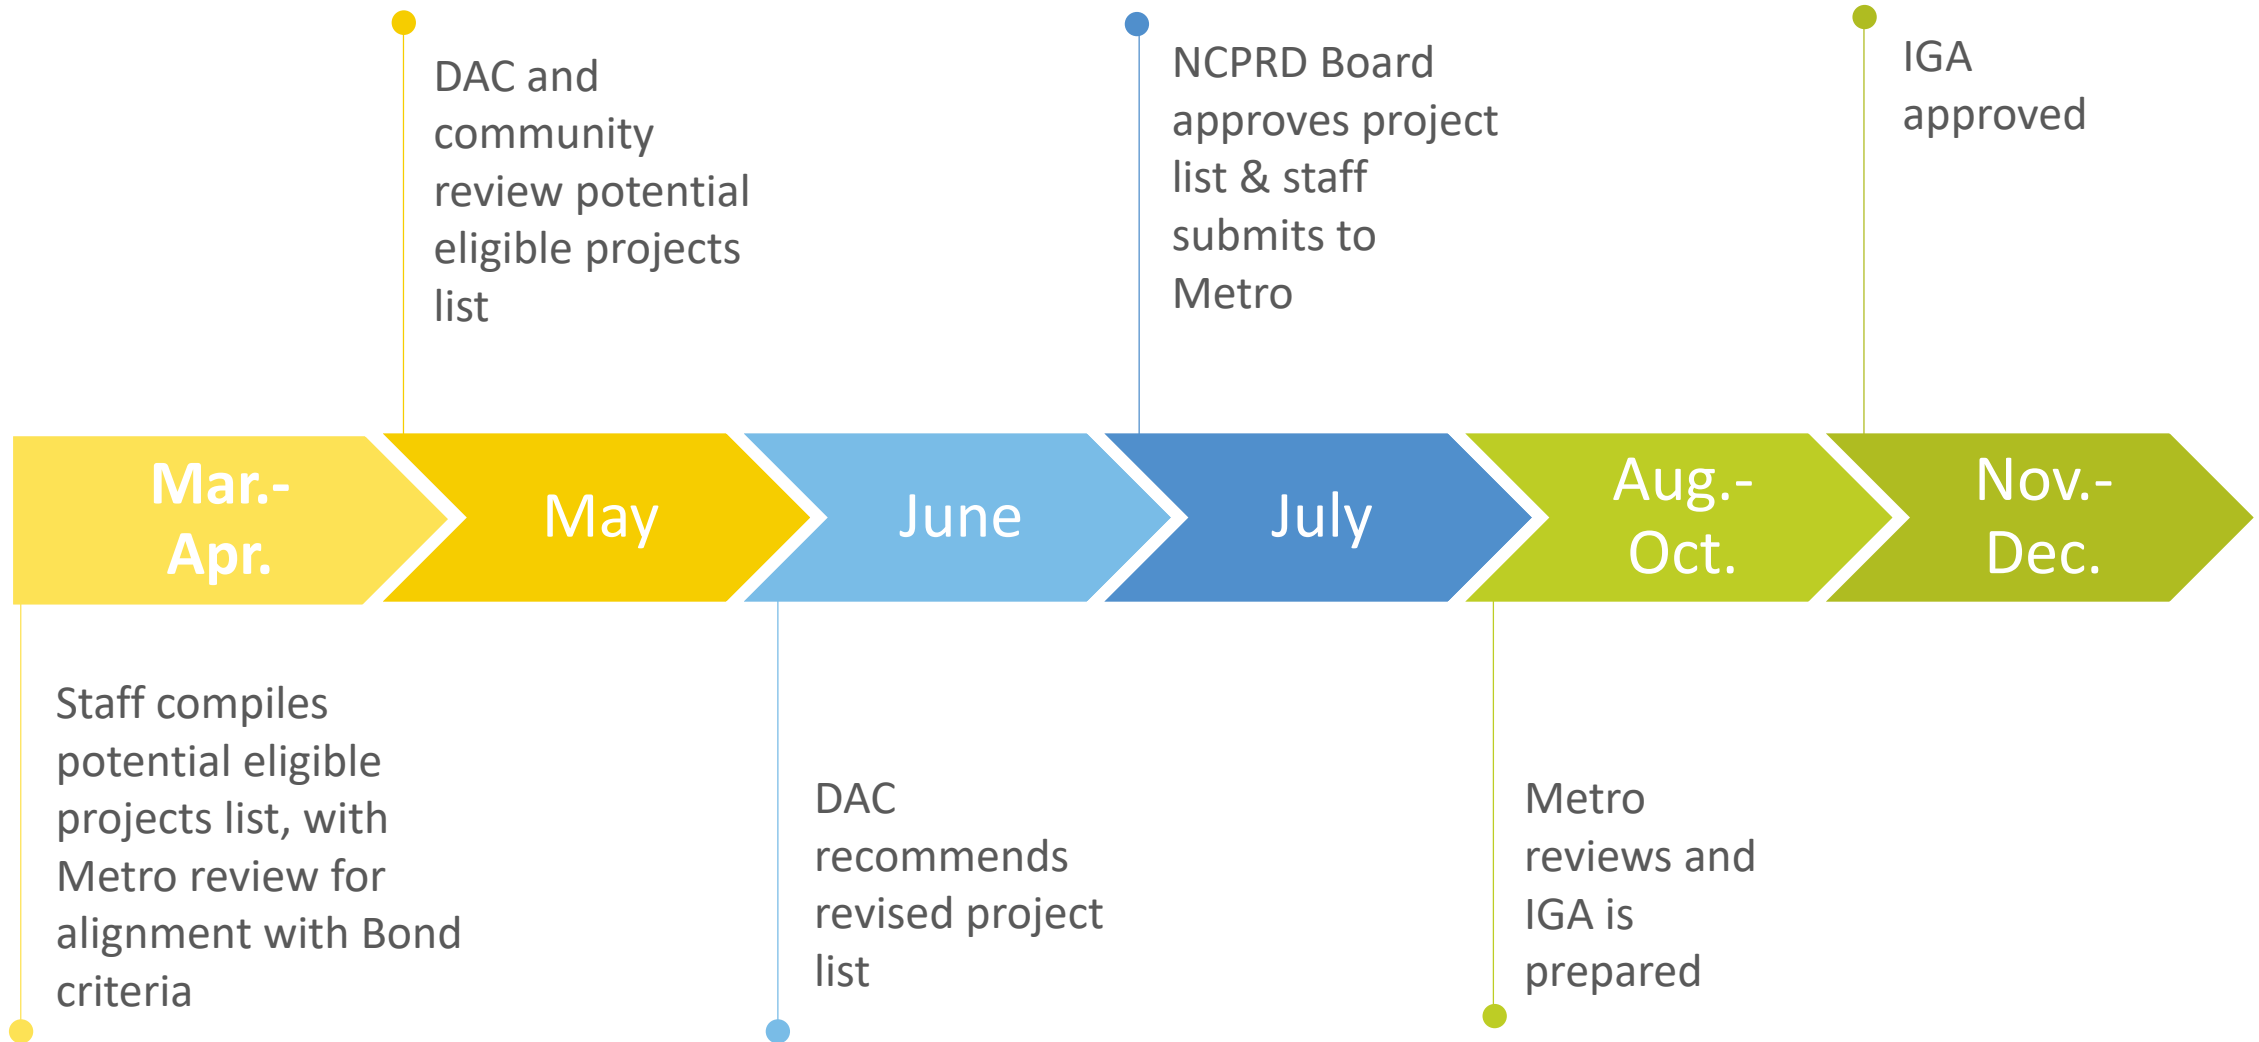 DAC and
community
review potential
eligible projects
list
NCPRD Board
approves project
list & staff
submits to
Metro
IGA
approved
Mar.-
Apr.
May
June
July
Aug.-
Oct.
Nov.-
Dec.
Staff compiles
potential eligible
projects list, with
Metro review for
alignment with Bond
criteria
DAC
recommends
revised project
list
Metro
reviews and
IGA is
prepared